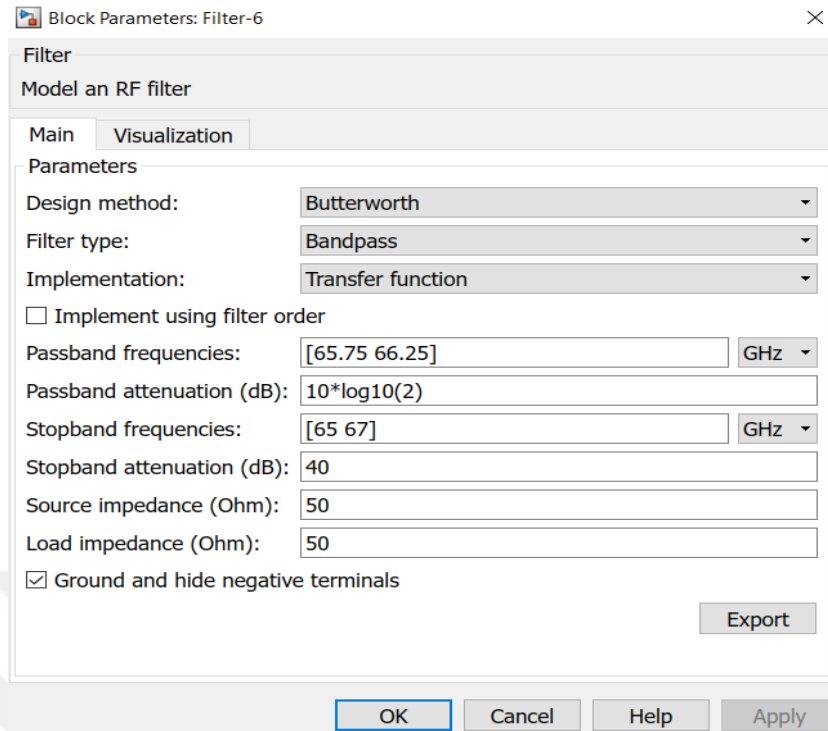 Block Parameters: Filter-6
Filter
Model an RF filter
Main Visualization
Parameters
Design method: Butterworth
Filter type: Bandpass
Implementation: Transfer function
Implement using filter order
Passband frequencies: [65.75 66.25] GHz
Passband attenuation (dB): 10*log10(2)
Stopband frequencies: [65 67] GHz
Stopband attenuation (dB): 40
Source impedance (Ohm): 50
Load impedance (Ohm): 50
Ground and hide negative terminals
Export
OK Cancel Help Apply